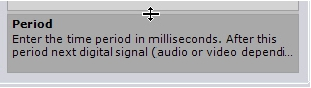 Period
Enter the time period in milliseconds. After this
period next digital signal (audio or video dependi...